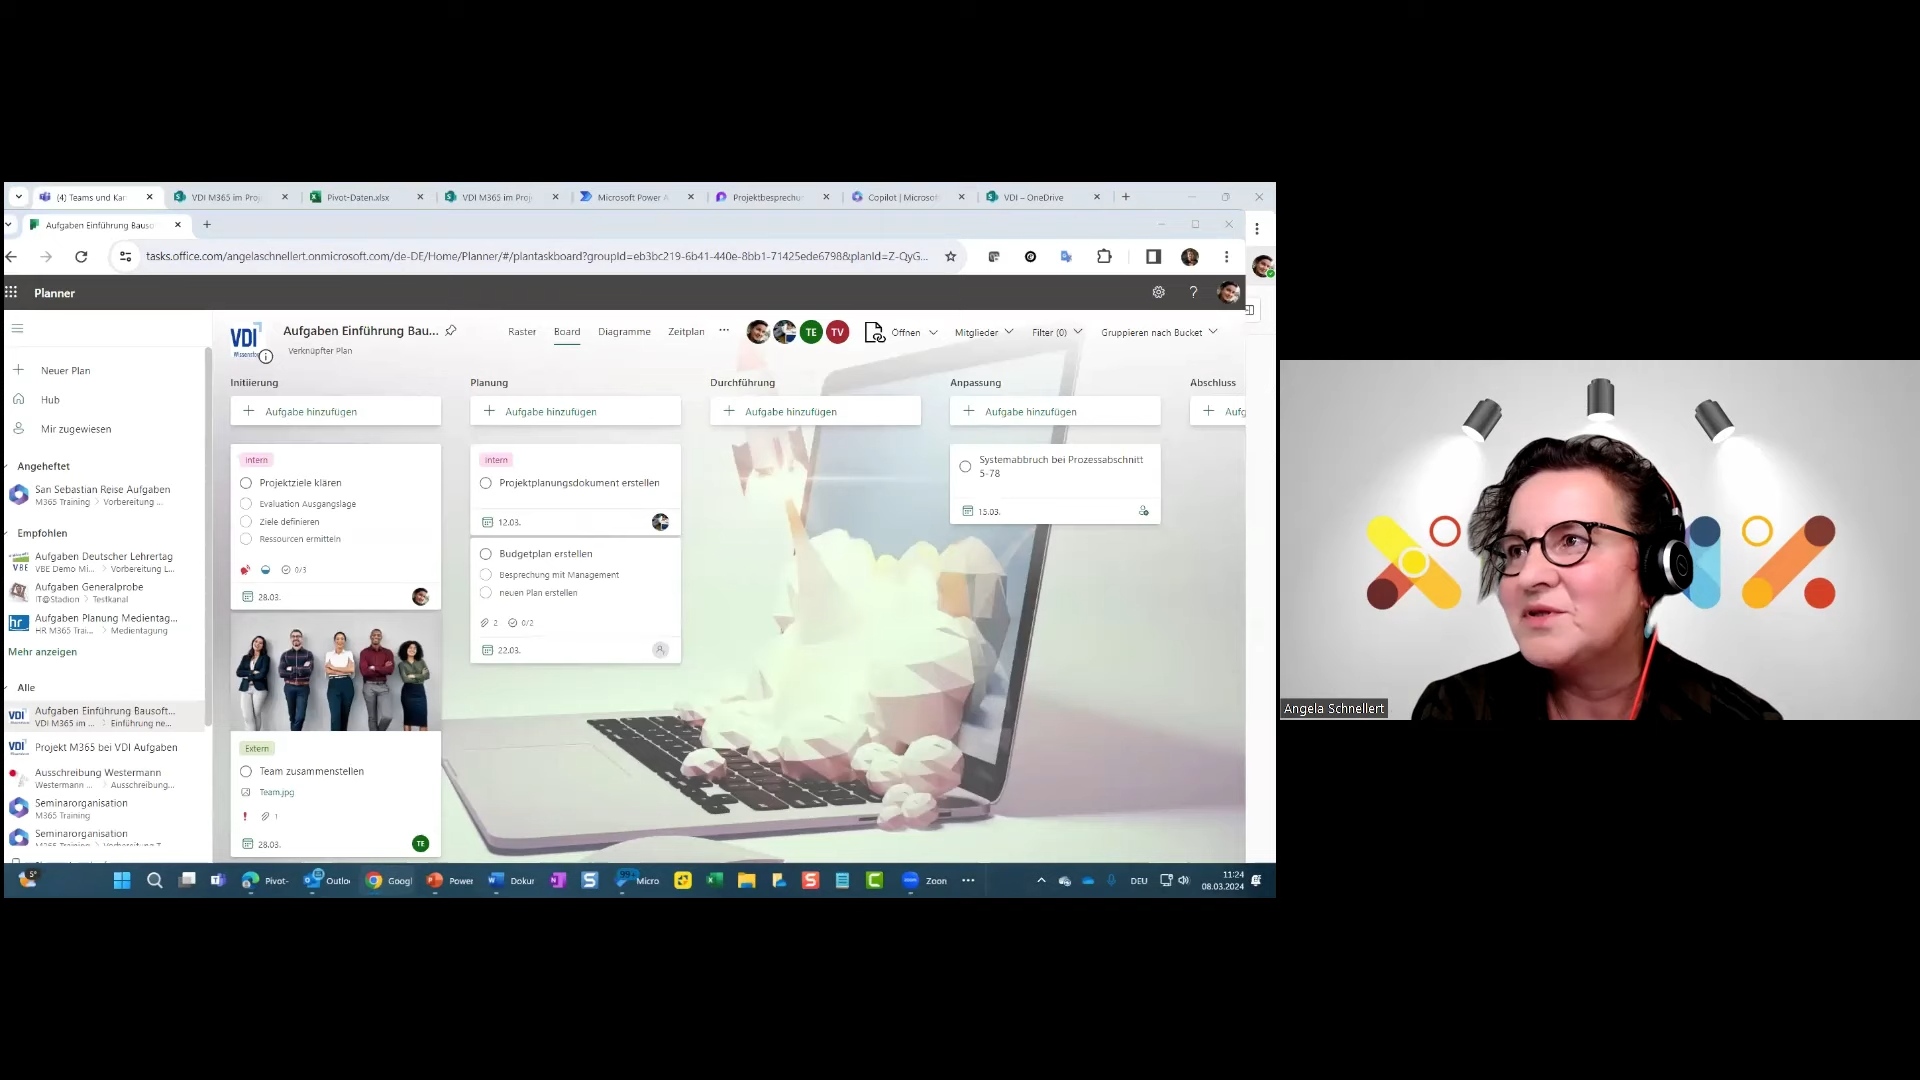 (4) Teams und Kar
VDI M365 im Proj
Pivot-Daten.xlsx
VDI M365 im Proj
Microsoft Power A
Projektbesprechu
Copilot | Microsof
VDI – OneDrive
Aufgaben Einführung Bauso
tasks.office.com/angelaschnellert.onmicrosoft.com/de-DE/Home/Planner/#/plantaskboard?groupId=eb3bc219-6b41-440e-8bb1-71425ede6798&planId=Z-QyG...
Planner
Neuer Plan
Hub
Mir zugewiesen
Angeheftet
San Sebastian Reise Aufgaben
M365 Training > Vorbereitung ...
Empfohlen
Aufgaben Deutscher Lehrertag
VBE Demo Mi... > Vorbereitung L...
Aufgaben Generalprobe
IT@Stadion > Testkanal
Aufgaben Planung Medientag...
HR M365 Trai... > Medientagung
Mehr anzeigen
Alle
Aufgaben Einführung Bausoft...
VDI M365 im ... > Einführung ne...
Projekt M365 bei VDI Aufgaben
Ausschreibung Westermann
Westermann ... > Ausschreibung...
Seminarorganisation
M365 Training
Seminarorganisation
VDI
Aufgaben Einführung Bau...
Verknüpfter Plan
Raster
Board
Diagramme
Zeitplan
...
TE
TV
Öffnen
Mitglieder
Filter (0)
Gruppieren nach Bucket
Initiierung
Aufgabe hinzufügen
Intern
Projektziele klären
Evaluation Ausgangslage
Ziele definieren
Ressourcen ermitteln
0/3
28.03.
Extern
Team zusammenstellen
Team.jpg
1
28.03.
TE
Planung
Aufgabe hinzufügen
Intern
Projektplanungsdokument erstellen
12.03.
Budgetplan erstellen
Besprechung mit Management
neuen Plan erstellen
2
0/2
22.03.
Durchführung
Aufgabe hinzufügen
Anpassung
Aufgabe hinzufügen
Systemabbruch bei Prozessabschnitt
5-78
15.03.
Abschluss
Aufg
5°
Pivot-
Outlo
Googl
Power
Dokur
99+
Micro
Zoon
DEU
11:24
08.03.2024
Angela Schnellert